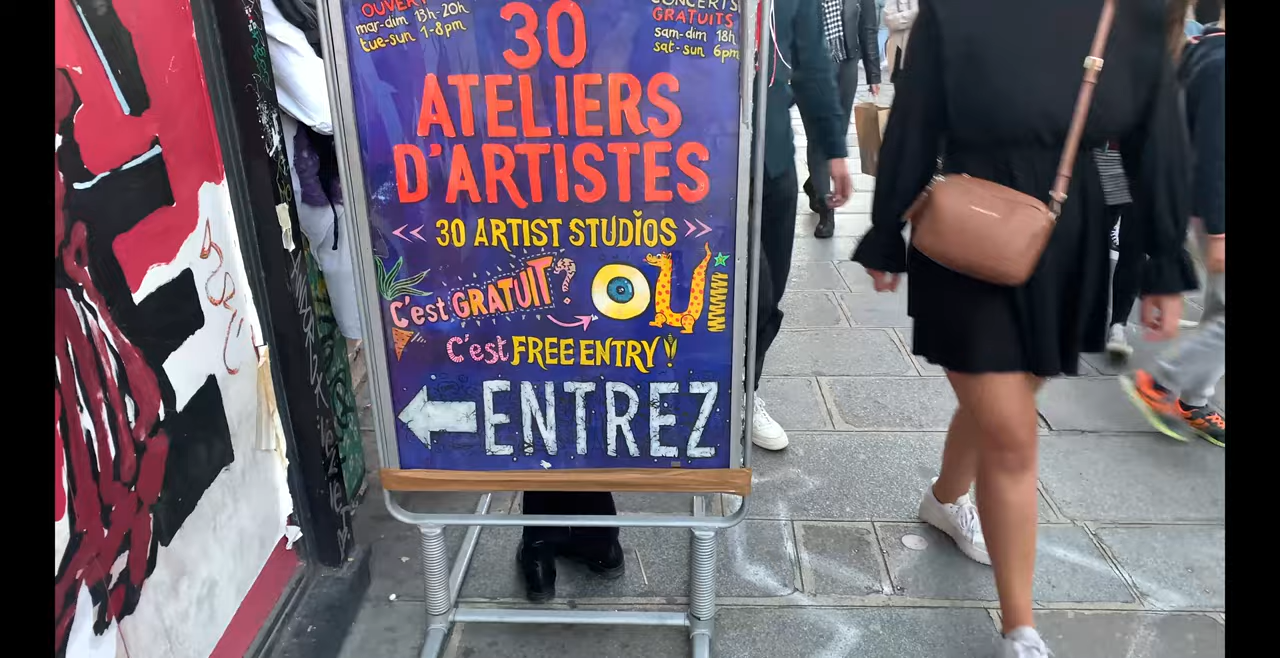 OUVERT
mar-dim 13h-20h
tue-sun 1-8pm
CONCERTS
GRATUITS
sam-dim 18h
sat-sun 6pm
30
ATELIERS
D'ARTISTES
<< 30 ARTIST STUDIOS >>
C'est GRATUIT? OUI
C'est FREE ENTRY!!
ENTREZ